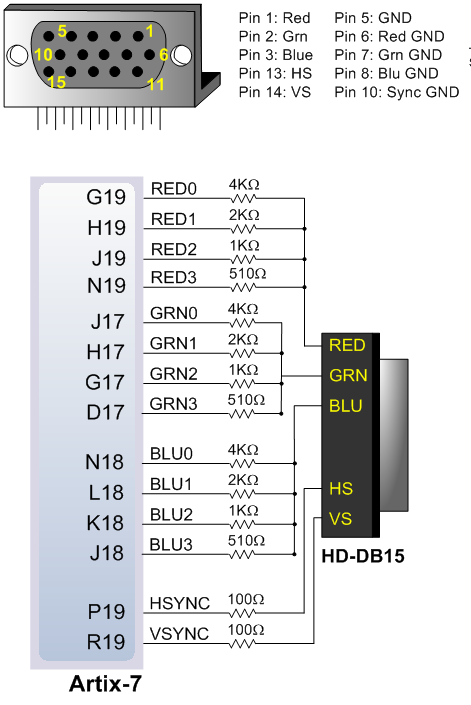 5 1
10 6
15 11
Pin 1: Red Pin 5: GND
Pin 2: Grn Pin 6: Red GND
Pin 3: Blue Pin 7: Grn GND
Pin 13: HS Pin 8: Blu GND
Pin 14: VS Pin 10: Sync GND
G19 RED0 4KΩ
H19 RED1 2KΩ
J19 RED2 1KΩ
N19 RED3 510Ω
J17 GRN0 4KΩ
H17 GRN1 2KΩ
G17 GRN2 1KΩ
D17 GRN3 510Ω
N18 BLU0 4KΩ
L18 BLU1 2KΩ
K18 BLU2 1KΩ
J18 BLU3 510Ω
P19 HSYNC 100Ω
R19 VSYNC 100Ω
RED
GRN
BLU
HS
VS
HD-DB15
Artix-7